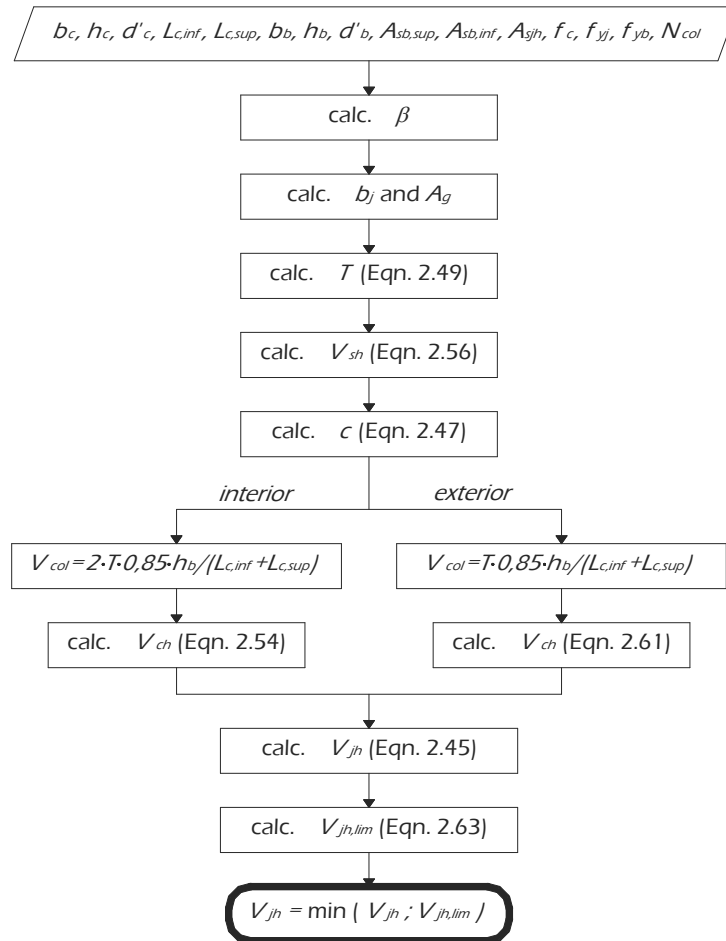 bc, hc, d'c, Lc,inf, Lc,sup, bb, hb, d'b, Asb,sup, Asb,inf, Asjh, fc, fyj, fyb, Ncol
calc. β
calc. bj and Ag
calc. T (Eqn. 2.49)
calc. Vsh (Eqn. 2.56)
calc. c (Eqn. 2.47)
interior
exterior
Vcol=2·T·0,85·hb/(Lc,inf+Lc,sup)
Vcol=T·0,85·hb/(Lc,inf+Lc,sup)
calc. Vch (Eqn. 2.54)
calc. Vch (Eqn. 2.61)
calc. Vjh (Eqn. 2.45)
calc. Vjh,lim (Eqn. 2.63)
Vjh = min ( Vjh ; Vjh,lim )